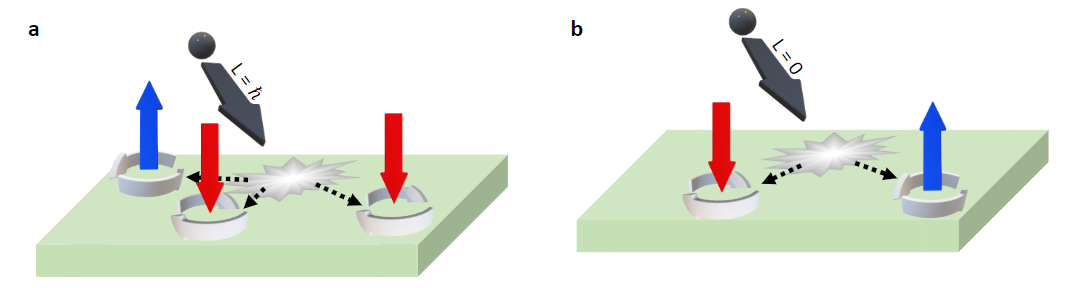 a
L = ħ
b
L = 0